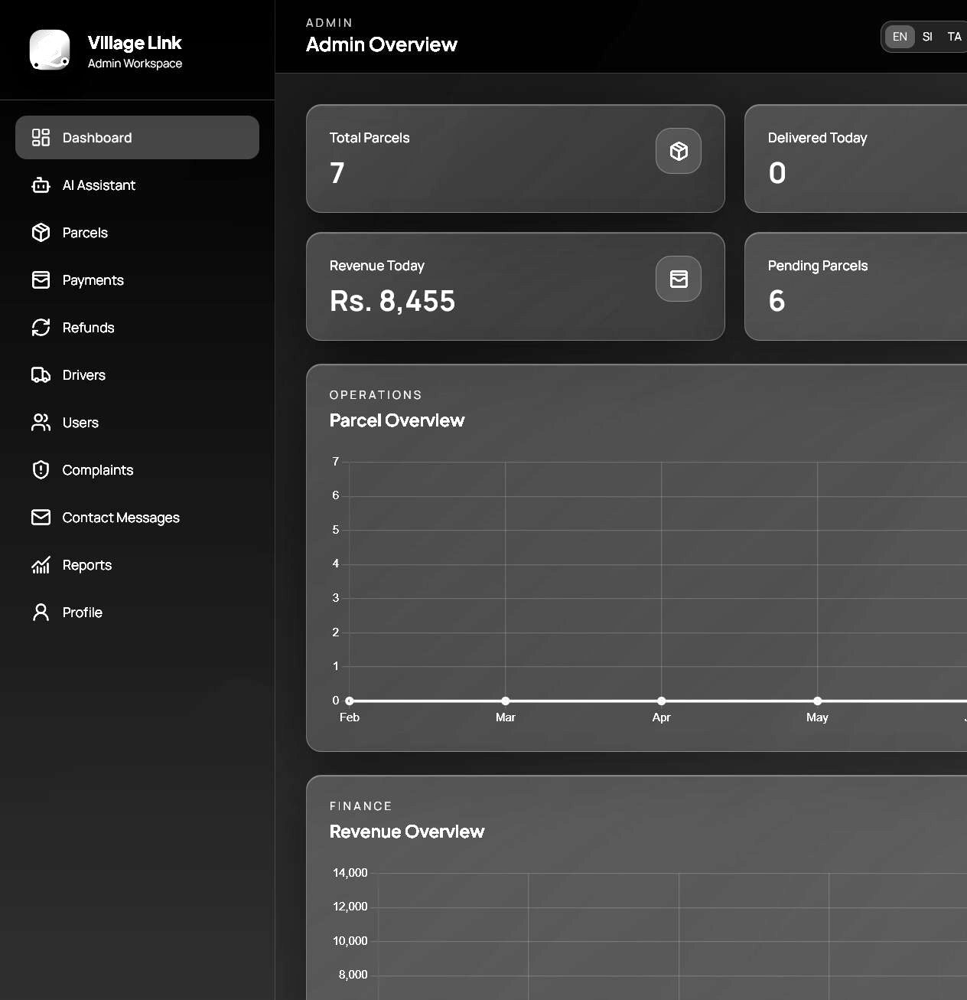 Village Link
Admin Workspace
Dashboard
AI Assistant
Parcels
Payments
Refunds
Drivers
Users
Complaints
Contact Messages
Reports
Profile
ADMIN
Admin Overview
EN SI TA
Total Parcels
7
Delivered Today
0
Revenue Today
Rs. 8,455
Pending Parcels
6
OPERATIONS
Parcel Overview
7
6
5
4
3
2
1
0
Feb Mar Apr May
FINANCE
Revenue Overview
14,000
12,000
10,000
8,000